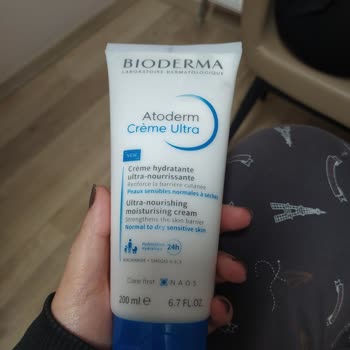 BIODERMA
LABORATOIRE DERMATOLOGIQUE
Atoderm
Crème Ultra
NEW
Crème hydratante
ultra-nourrissante
Renforce la barrière cutanée
Peaux sensibles normales à sèches
Ultra-nourishing
moisturising cream
Strengthens the skin barrier
Normal to dry sensitive skin
24h
Care first NAOS
200 ml e 6.7 FL.OZ.